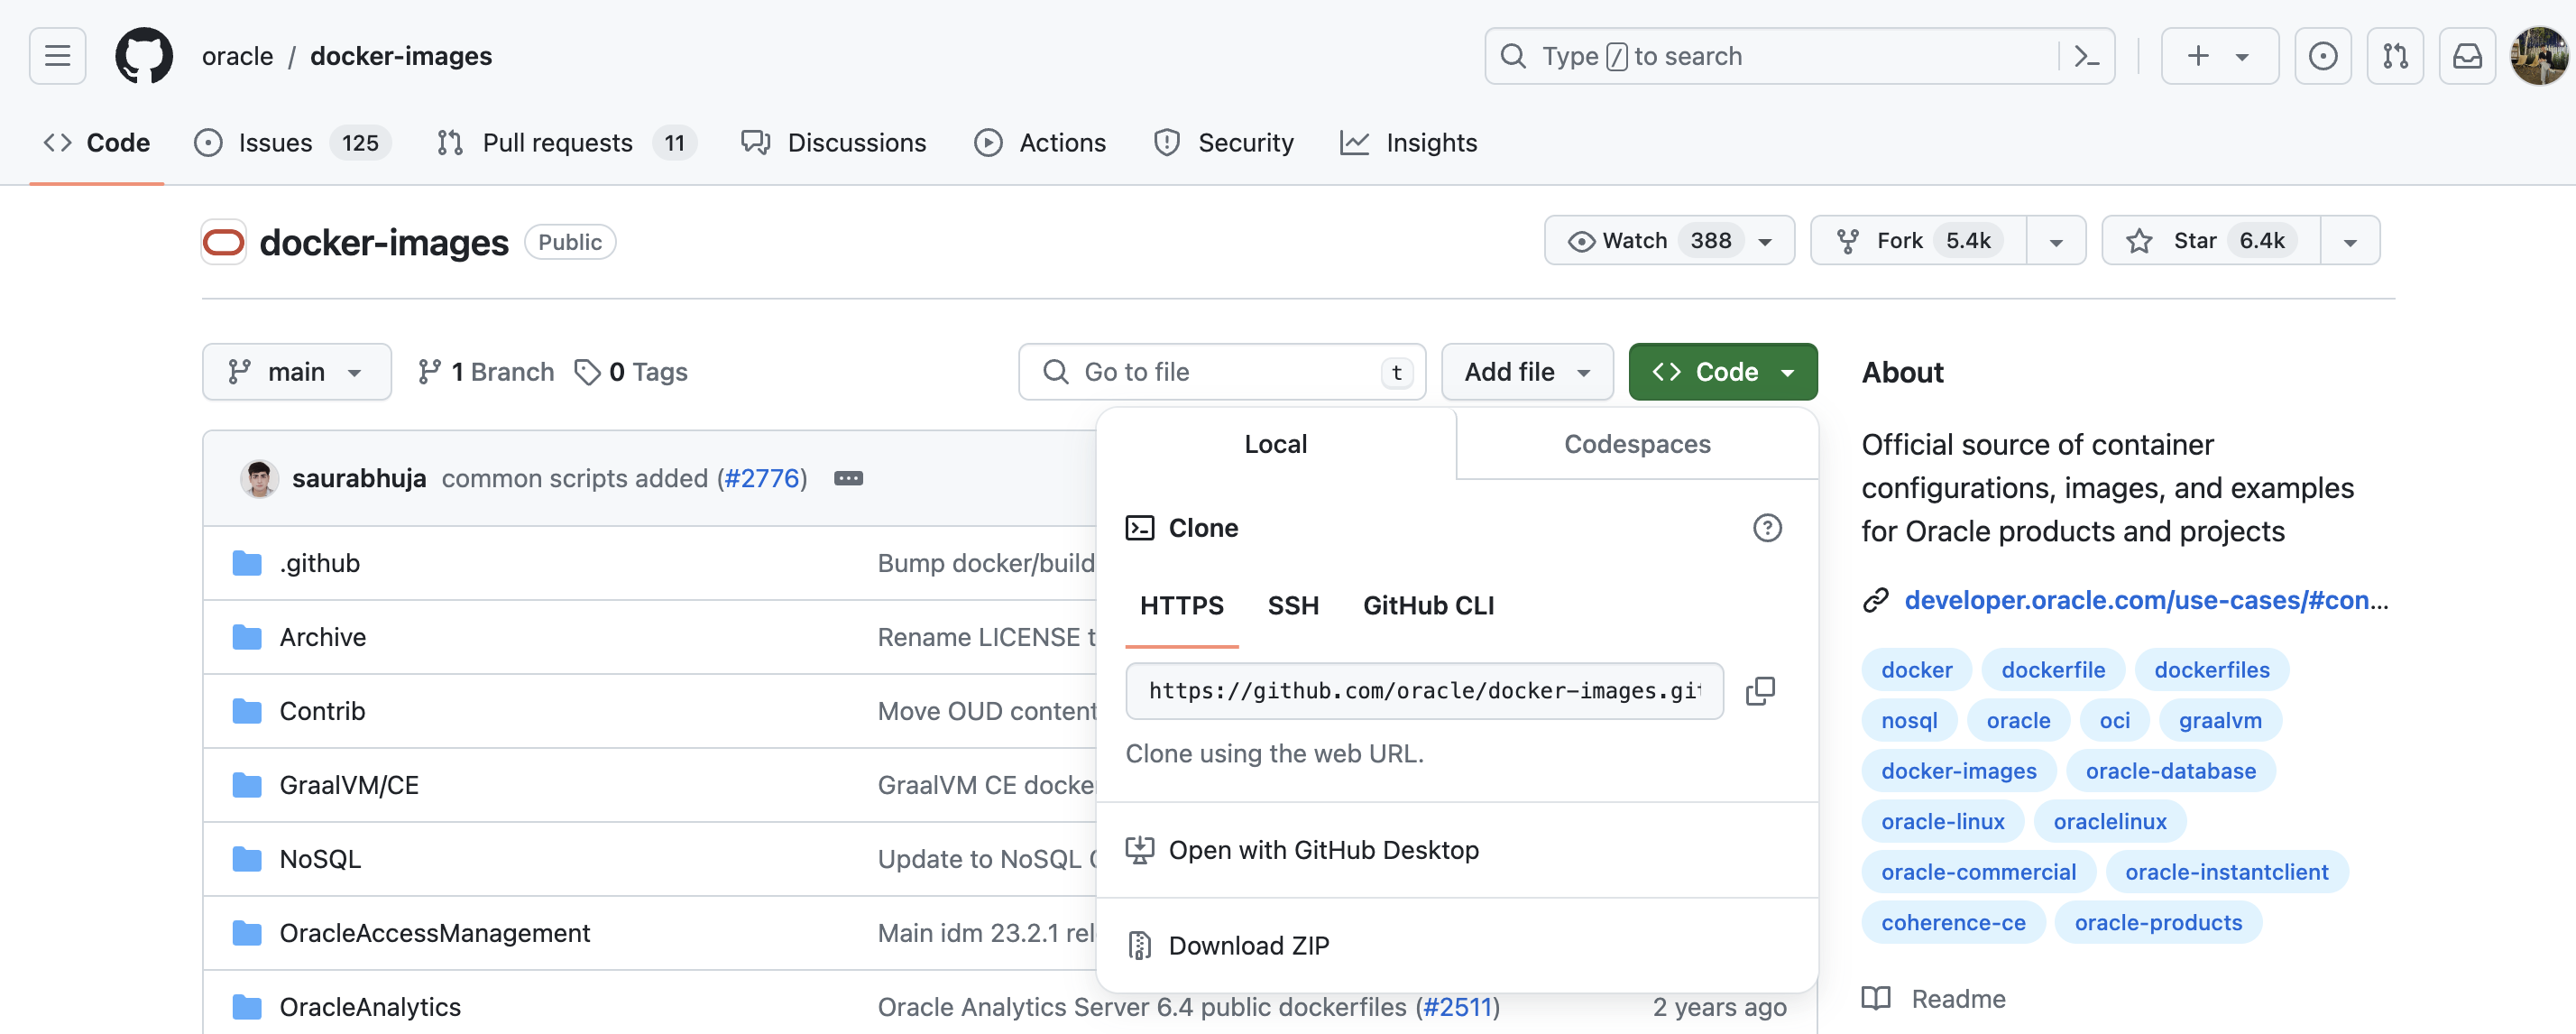 oracle / docker-images
Type / to search
Code
Issues 125
Pull requests 11
Discussions
Actions
Security
Insights
docker-images Public
Watch 388
Fork 5.4k
Star 6.4k
main
1 Branch
0 Tags
Go to file t
Add file
Code
saurabhuja common scripts added (#2776)
.github Bump docker/build
Archive Rename LICENSE t
Contrib Move OUD content
GraalVM/CE GraalVM CE docke
NoSQL Update to NoSQL
OracleAccessManagement Main idm 23.2.1 rel
OracleAnalytics Oracle Analytics Server 6.4 public dockerfiles (#2511) 2 years ago
Local
Codespaces
Clone
HTTPS SSH GitHub CLI
https://github.com/oracle/docker-images.git
Clone using the web URL.
Open with GitHub Desktop
Download ZIP
About
Official source of container
configurations, images, and examples
for Oracle products and projects
developer.oracle.com/use-cases/#con...
docker dockerfile dockerfiles
nosql oracle oci graalvm
docker-images oracle-database
oracle-linux oraclelinux
oracle-commercial oracle-instantclient
coherence-ce oracle-products
Readme